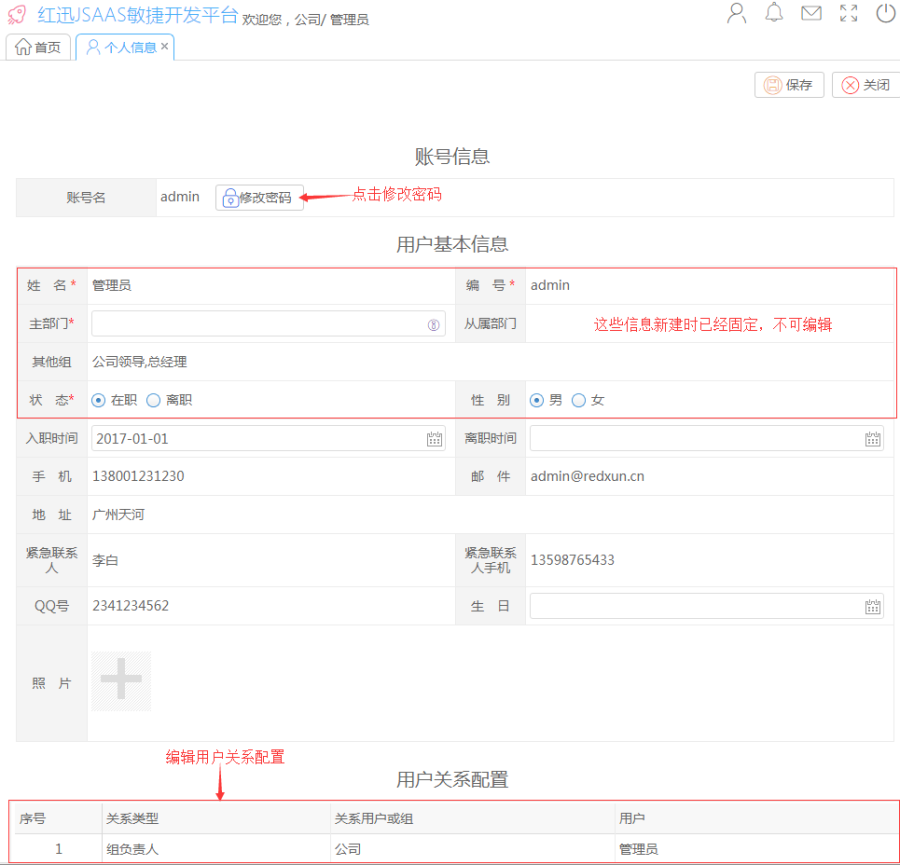 红迅JSAAS敏捷开发平台 欢迎您，公司/ 管理员
首页 个人信息 ×
保存 关闭
账号信息
账号名 admin 修改密码 点击修改密码
用户基本信息
姓 名* 管理员 编 号* admin
主部门* 从属部门 这些信息新建时已经固定，不可编辑
其他组 公司领导,总经理
状 态* 在职 离职 性 别 男 女
入职时间 2017-01-01 离职时间
手 机 138001231230 邮 件 admin@redxun.cn
地 址 广州天河
紧急联系人 李白 紧急联系人手机 13598765433
QQ号 2341234562 生 日
照 片
编辑用户关系配置
用户关系配置
序号 关系类型 关系用户或组 用户
1 组负责人 公司 管理员